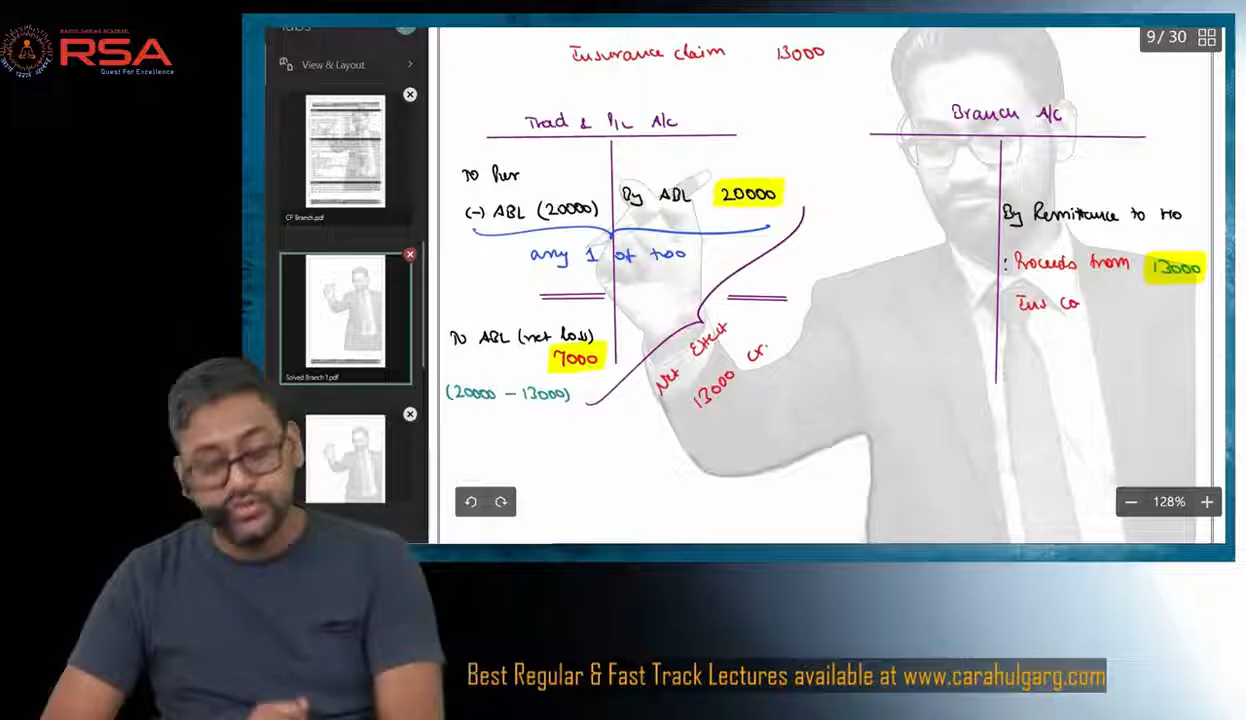 RAHUL GARG'S ACADEMY
RSA
Quest For Excellence
View & Layout
CP Branch.pdf
Solved Branch 1.pdf
9 / 30
Insurance claim 13000
Trad & P/L A/c
Branch A/c
To Pur
(-) ABL (20000)
By ABL 20000
any 1 of two
To ABL (net loss)
7000
(20000 - 13000)
Net Effect
13000 Cr.
By Remittance to HO
: Proceeds from 13000
Ins Co
128%
Best Regular & Fast Track Lectures available at www.carahulgarg.com